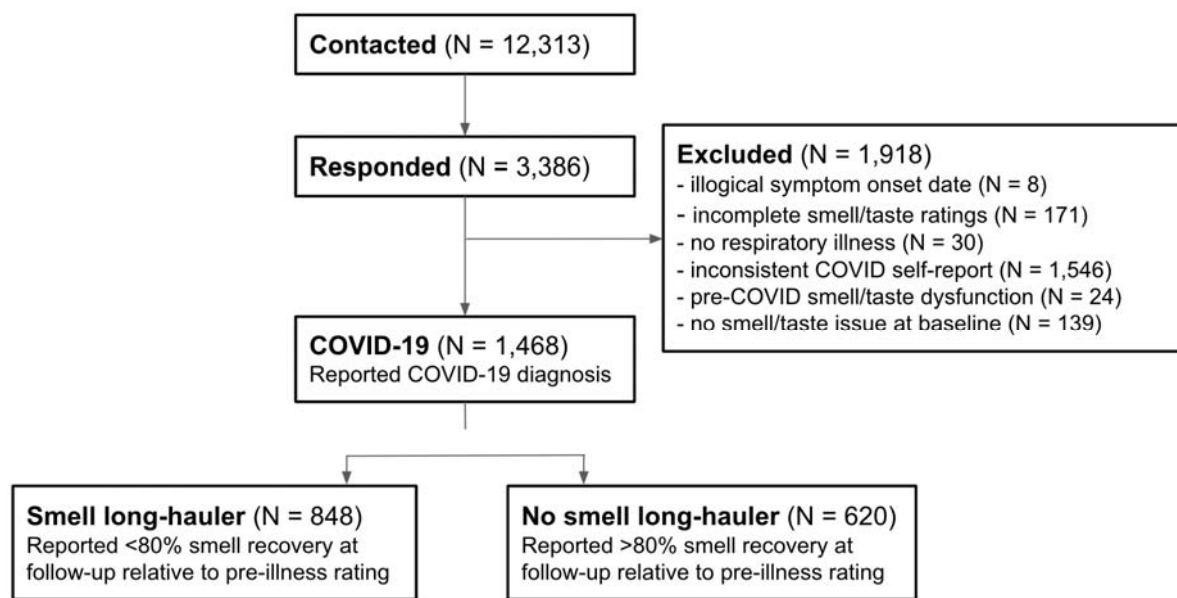 Contacted (N = 12,313)
Responded (N = 3,386)
Excluded (N = 1,918)
- illogical symptom onset date (N = 8)
- incomplete smell/taste ratings (N = 171)
- no respiratory illness (N = 30)
- inconsistent COVID self-report (N = 1,546)
- pre-COVID smell/taste dysfunction (N = 24)
- no smell/taste issue at baseline (N = 139)
COVID-19 (N = 1,468)
Reported COVID-19 diagnosis
Smell long-hauler (N = 848)
Reported <80% smell recovery at
follow-up relative to pre-illness rating
No smell long-hauler (N = 620)
Reported >80% smell recovery at
follow-up relative to pre-illness rating